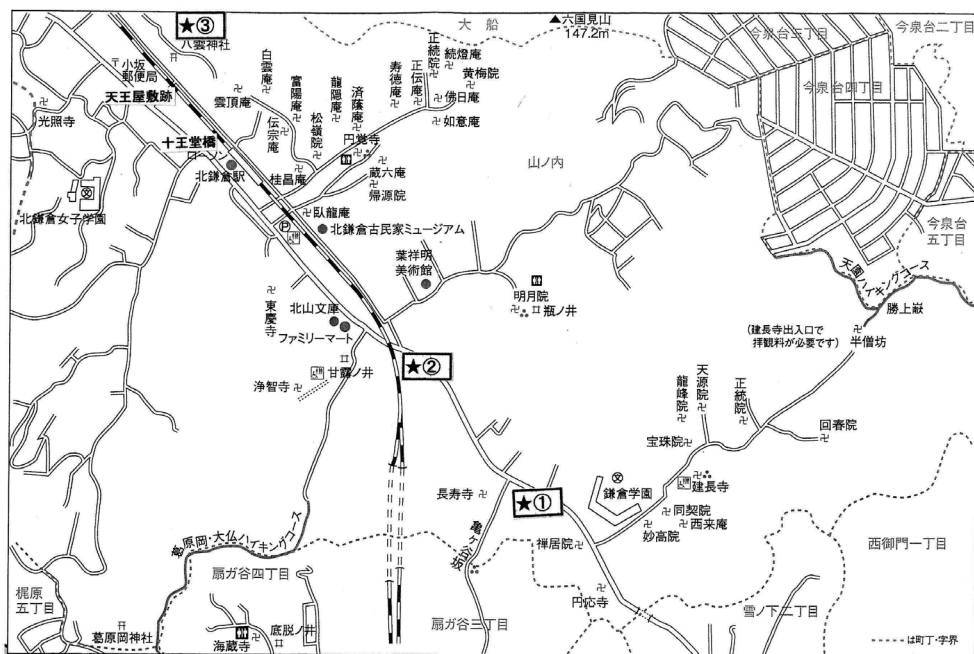 ★③
八雲神社
〒小坂
郵便局
天王屋敷跡
光照寺
十王堂橋
ローソン
北鎌倉駅
北鎌倉女子学園
白雲庵
雲頂庵
富陽庵
伝宗庵
龍隠庵
松嶺院
済蔭庵
円覚寺
桂昌庵
蔵六庵
帰源院
寿徳庵
正伝庵
正続院
続燈庵
黄梅院
佛日庵
如意庵
大船
▲六国見山
147.2m
今泉台三丁目
今泉台二丁目
今泉台四丁目
今泉台
五丁目
山ノ内
臥龍庵
北鎌倉古民家ミュージアム
葉祥明
美術館
明月院
瓶ノ井
天園ハイキングコース
勝上嶽
(建長寺出入口で
拝観料が必要です)
半僧坊
東慶寺
北山文庫
ファミリーマート
甘露ノ井
浄智寺
★②
天源院
龍峰院
正統院
回春院
宝珠院
長寿寺
★①
鎌倉学園
建長寺
同契院
西来庵
妙高院
亀ヶ谷坂
禅居院
円応寺
西御門一丁目
雪ノ下二丁目
葛原岡・大仏ハイキングコース
扇ガ谷四丁目
扇ガ谷三丁目
梶原
五丁目
葛原岡神社
海蔵寺
底脱ノ井
は町丁・字界